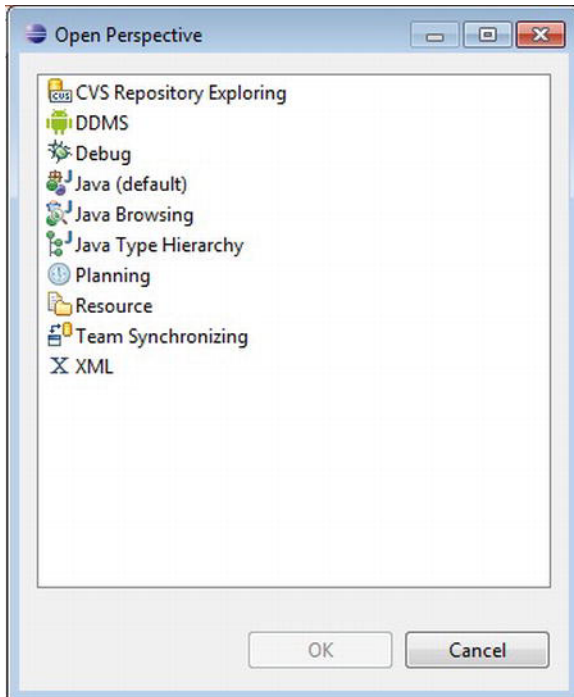 Open Perspective
CVS Repository Exploring
DDMS
Debug
Java (default)
Java Browsing
Java Type Hierarchy
Planning
Resource
Team Synchronizing
XML
OK
Cancel